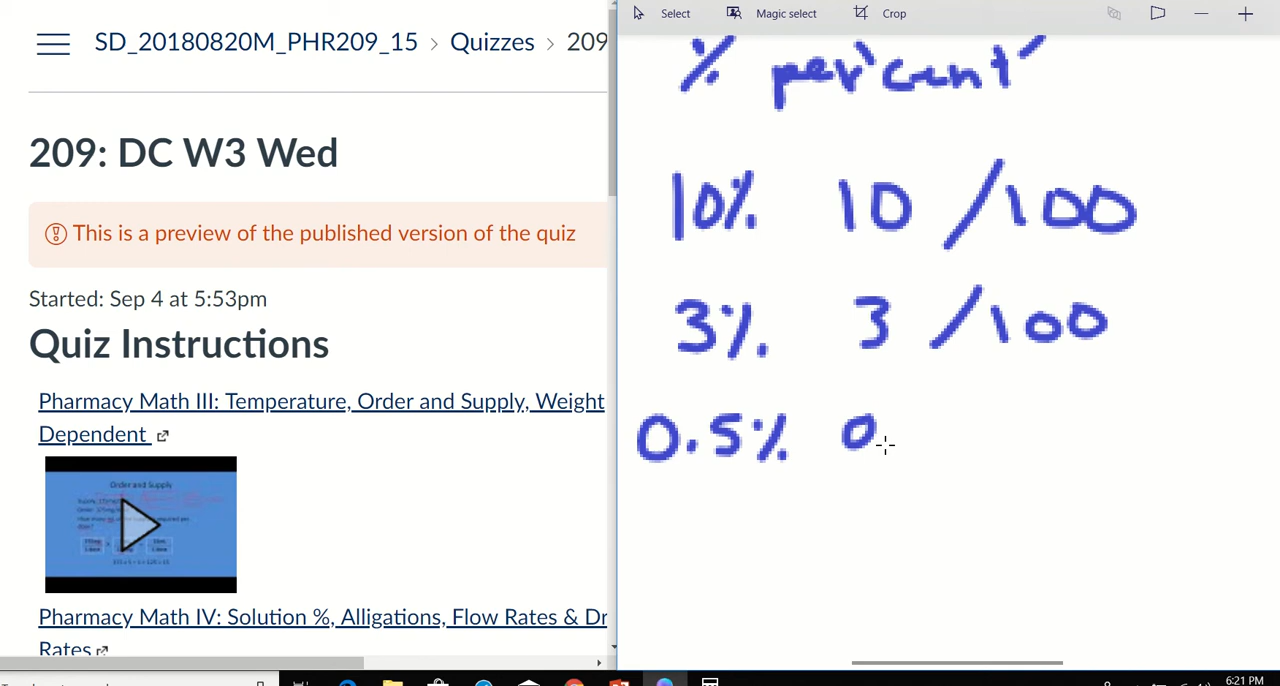 SD_20180820M_PHR209_15 > Quizzes > 209
209: DC W3 Wed
This is a preview of the published version of the quiz
Started: Sep 4 at 5:53pm
Quiz Instructions
Pharmacy Math III: Temperature, Order and Supply, Weight
Dependent
Order and Supply
Pharmacy Math IV: Solution %, Alligations, Flow Rates & Dr
Rates
Select Magic select Crop
% percent
10% 10 /100
3% 3 /100
0.5% 0.
6:21 PM